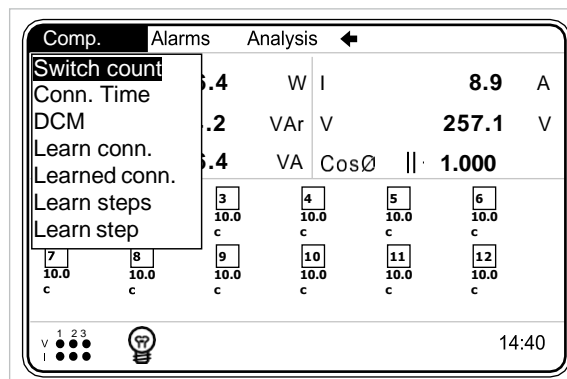 Comp. Alarms Analysis
Switch count .4 W I 8.9 A
Conn. Time
DCM .2 VAr V 257.1 V
Learn conn.
Learned conn. .4 VA CosØ 1.000
Learn steps
Learn step
3 4 5 6
10.0 10.0 10.0 10.0
c c c c
7 8 9 10 11 12
10.0 10.0 10.0 10.0 10.0 10.0
c c c c c c
1 2 3
V
I
14:40